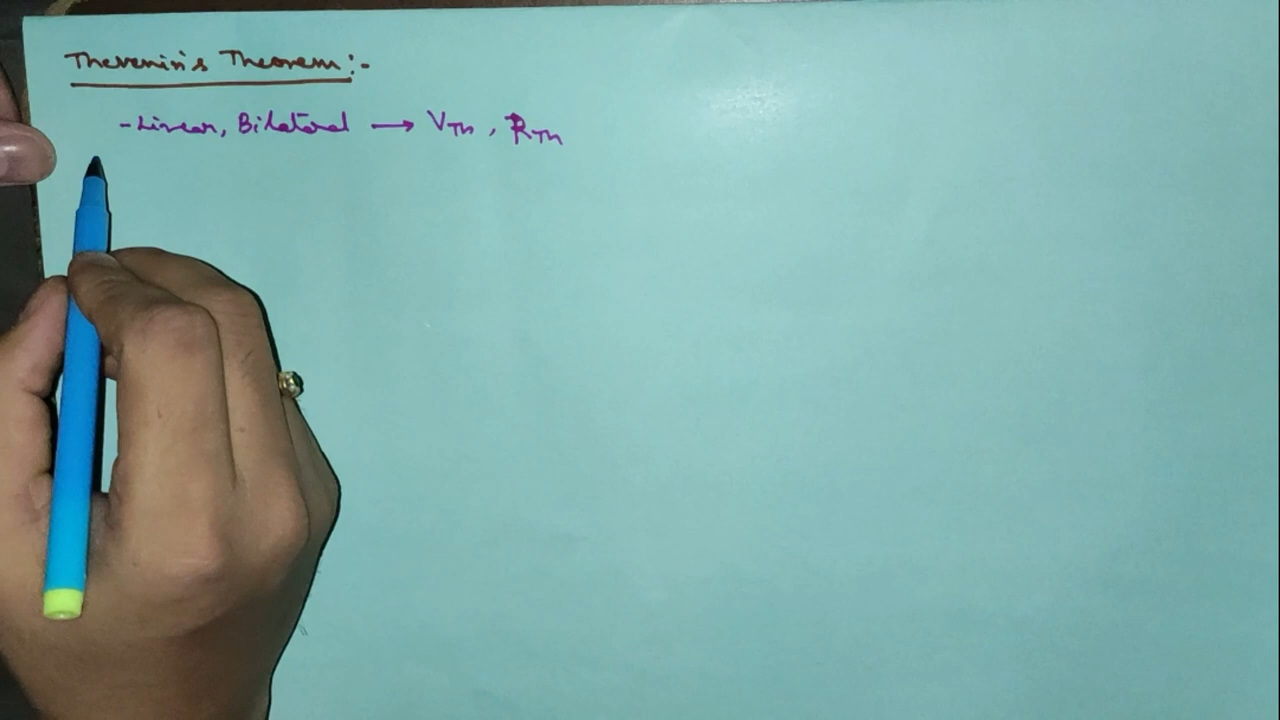 Thevenin's Theorem:-
- Linear, Bilateral → VTh, RTh